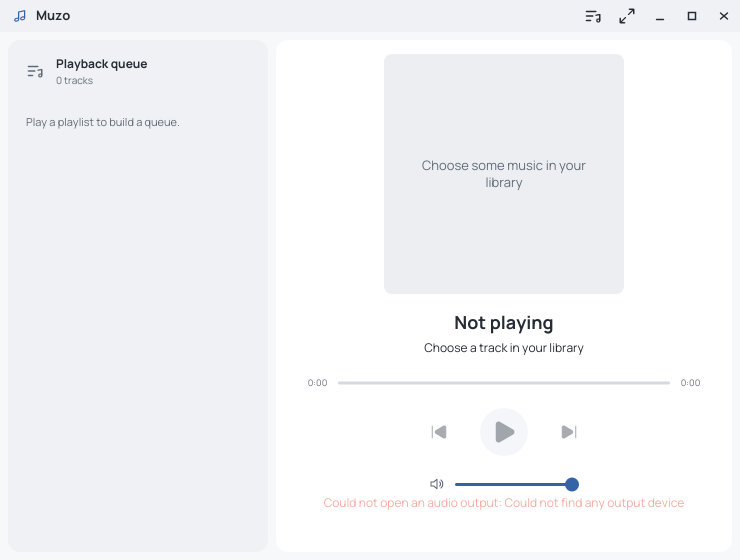 Muzo
Playback queue
0 tracks
Play a playlist to build a queue.
Choose some music in your
library
Not playing
Choose a track in your library
0:00
0:00
Could not open an audio output: Could not find any output device